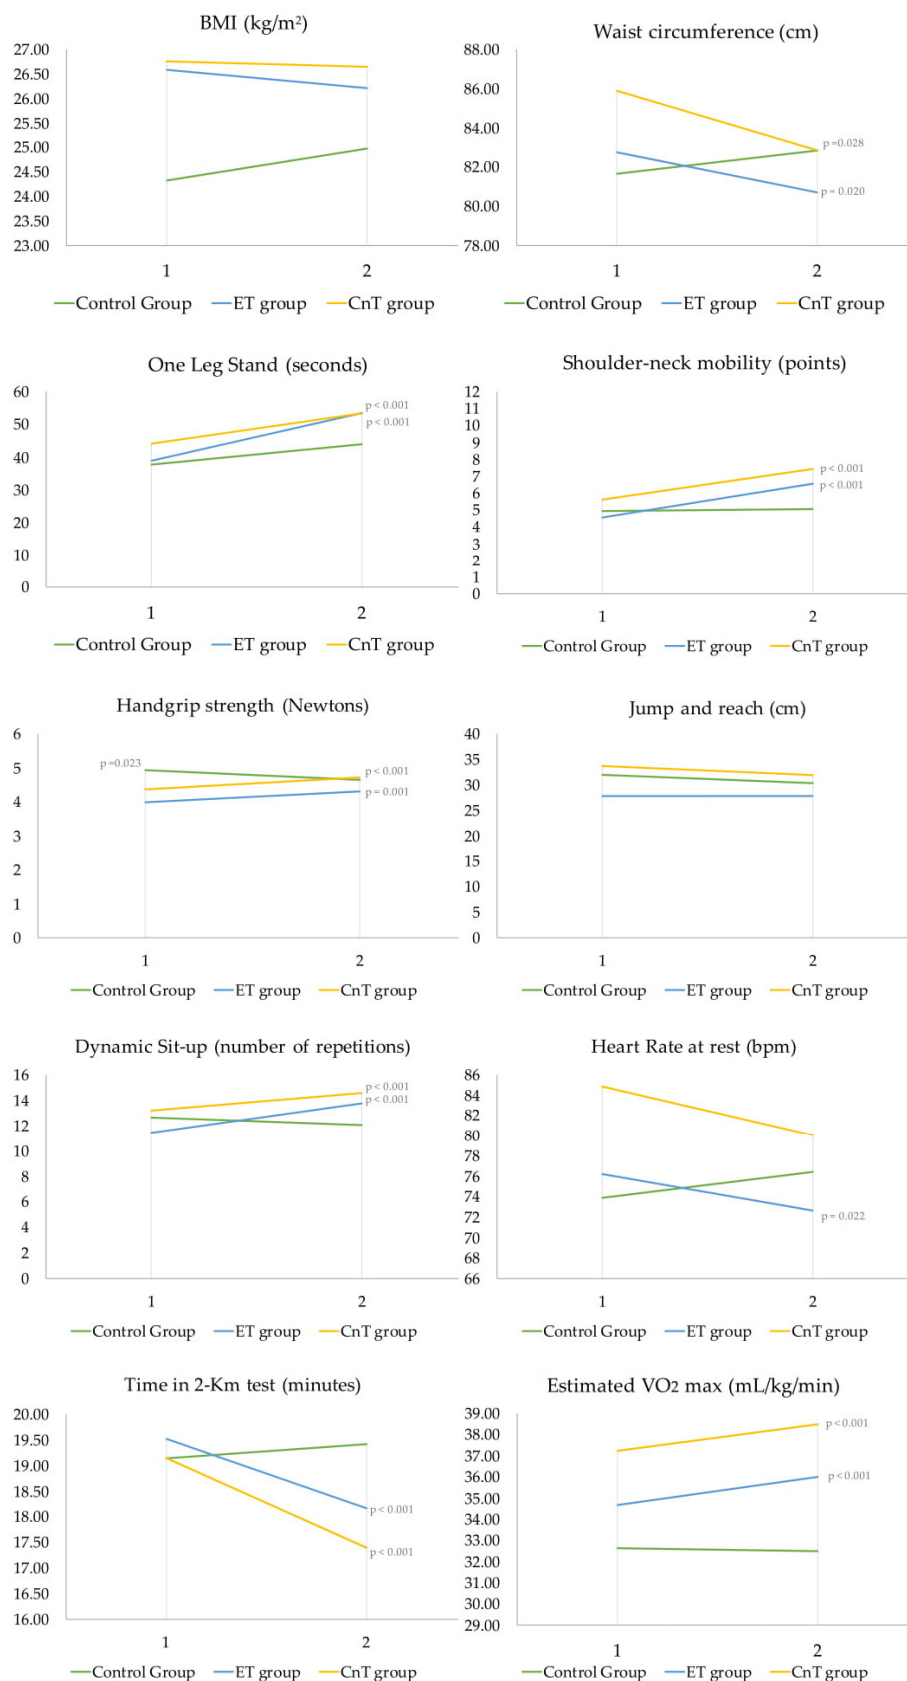 BMI (kg/m²)
27.00
26.50
26.00
25.50
25.00
24.50
24.00
23.50
23.00
1 2
Control Group ET group CnT group
Waist circumference (cm)
88.00
86.00
84.00
82.00
80.00
78.00
p =0.028
p = 0.020
1 2
Control Group ET group CnT group
One Leg Stand (seconds)
60
50
40
30
20
10
0
p < 0.001
p < 0.001
1 2
Control Group ET group CnT group
Shoulder-neck mobility (points)
12
11
10
9
8
7
6
5
4
3
2
1
0
p < 0.001
p < 0.001
1 2
Control Group ET group CnT group
Handgrip strength (Newtons)
6
5
4
3
2
1
0
p =0.023
p < 0.001
p = 0.001
1 2
Control Group ET group CnT group
Jump and reach (cm)
40
35
30
25
20
15
10
5
0
1 2
Control Group ET group CnT group
Dynamic Sit-up (number of repetitions)
16
14
12
10
8
6
4
2
0
p < 0.001
p < 0.001
1 2
Control Group ET group CnT group
Heart Rate at rest (bpm)
86
84
82
80
78
76
74
72
70
68
66
p = 0.022
1 2
Control Group ET group CnT group
Time in 2-Km test (minutes)
20.00
19.50
19.00
18.50
18.00
17.50
17.00
16.50
16.00
p < 0.001
p < 0.001
1 2
Control Group ET group CnT group
Estimated VO2 max (mL/kg/min)
39.00
38.00
37.00
36.00
35.00
34.00
33.00
32.00
31.00
30.00
29.00
p < 0.001
p < 0.001
1 2
Control Group ET group CnT group